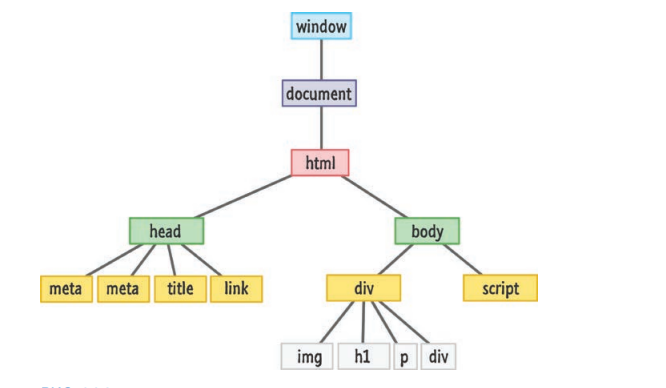 window
document
html
head body
meta meta title link div script
img h1 p div